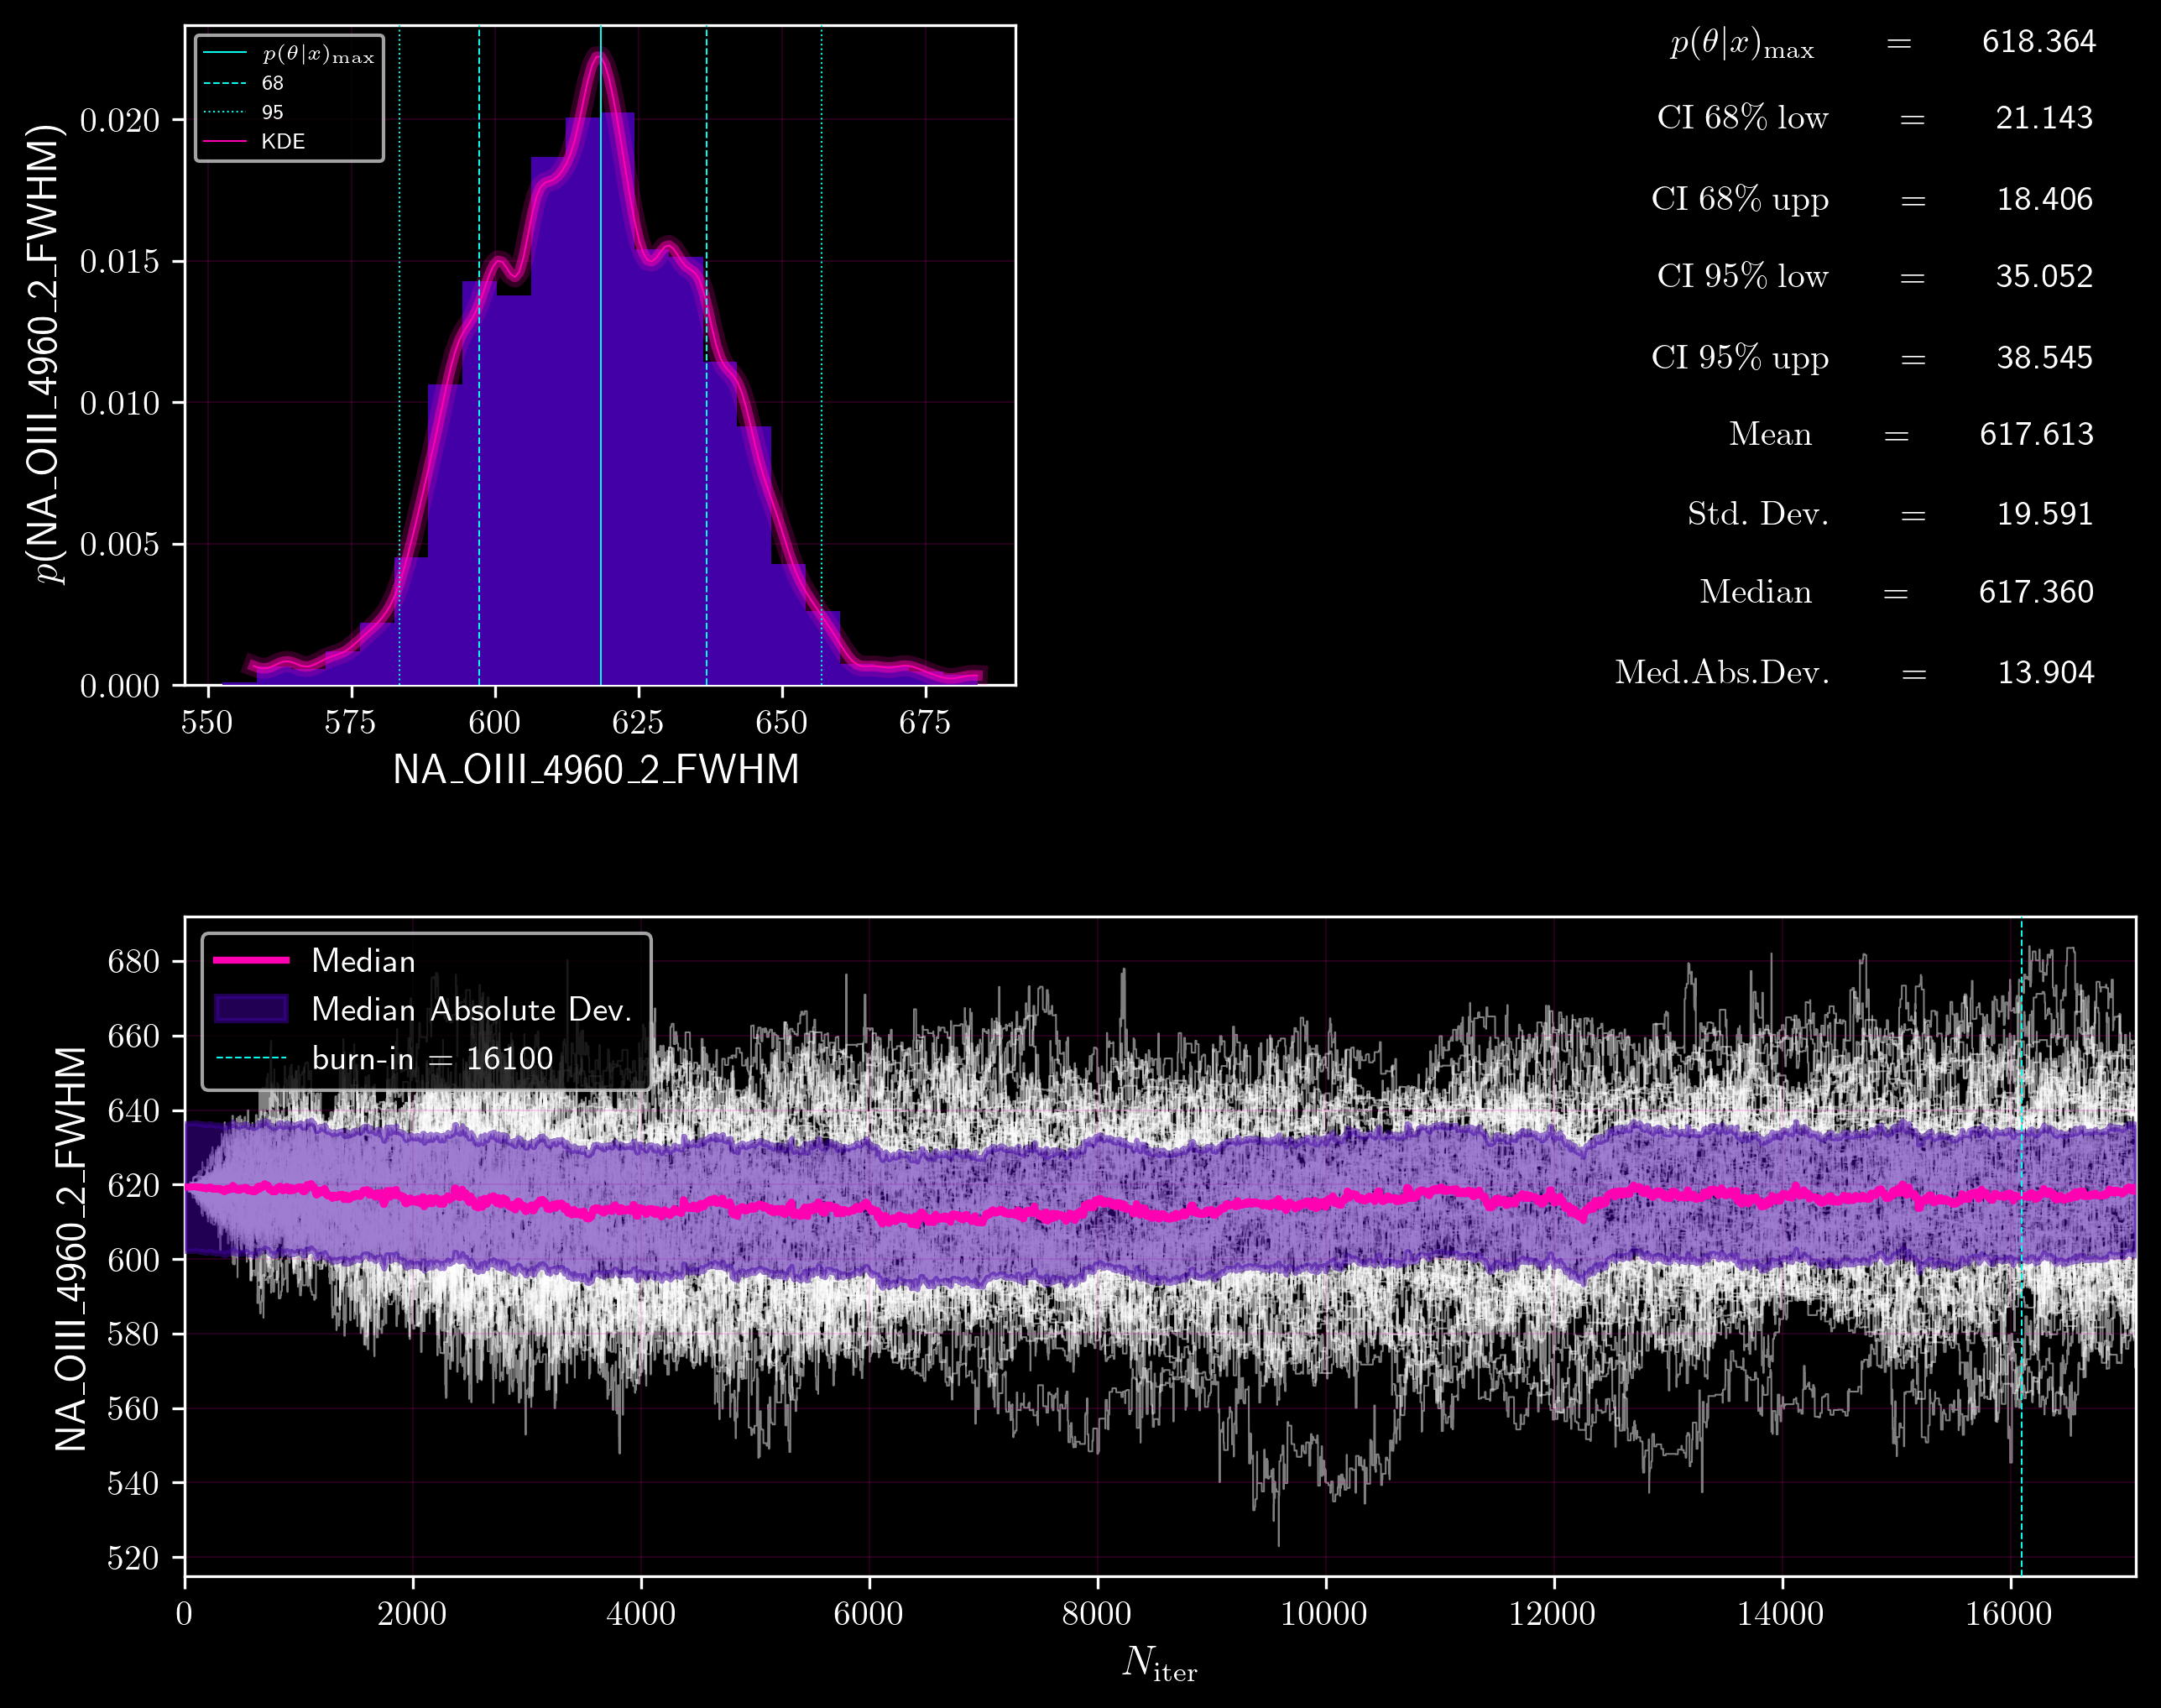 p(θ|x)max
68
95
KDE
p(NA_OIII_4960_2_FWHM)
0.020
0.015
0.010
0.005
0.000
550 575 600 625 650 675
NA_OIII_4960_2_FWHM
p(θ|x)max = 618.364
CI 68% low = 21.143
CI 68% upp = 18.406
CI 95% low = 35.052
CI 95% upp = 38.545
Mean = 617.613
Std. Dev. = 19.591
Median = 617.360
Med.Abs.Dev. = 13.904
Median
Median Absolute Dev.
burn-in = 16100
NA_OIII_4960_2_FWHM
680
660
640
620
600
580
560
540
520
0 2000 4000 6000 8000 10000 12000 14000 16000
Niter